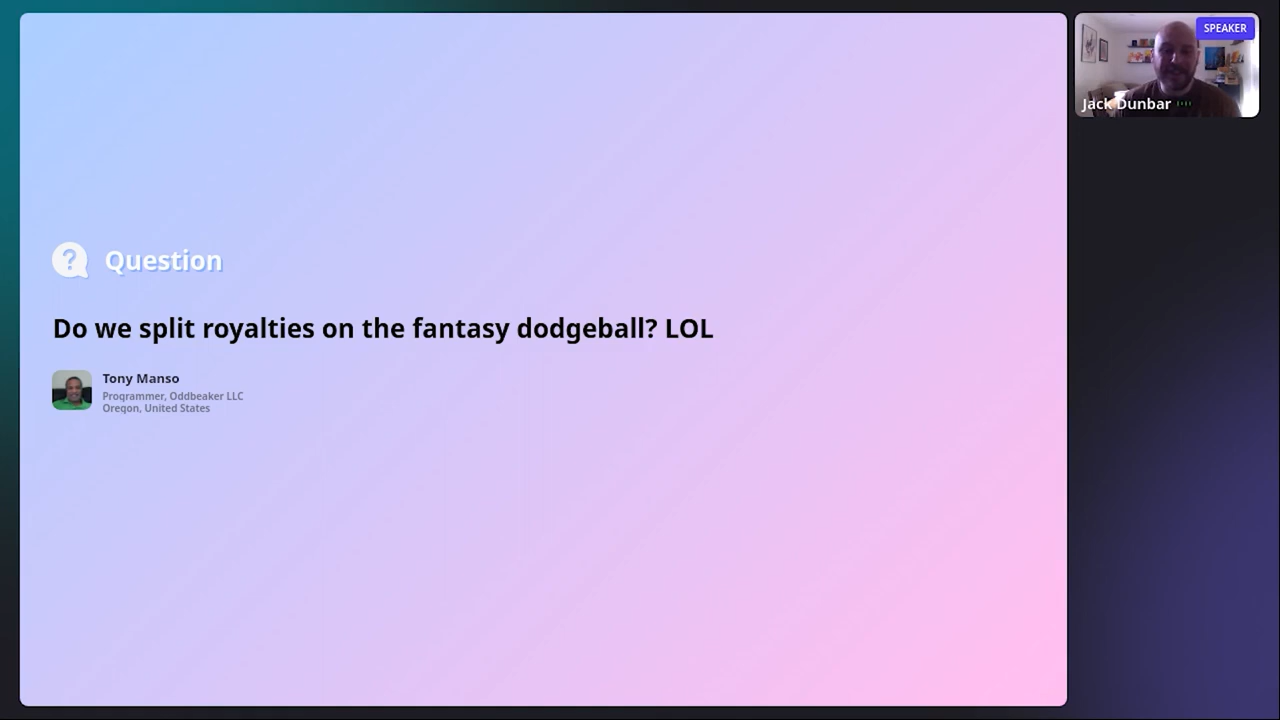 SPEAKER
Jack Dunbar
Question
Do we split royalties on the fantasy dodgeball? LOL
Tony Manso
Programmer, Oddbeaker LLC
Oregon, United States